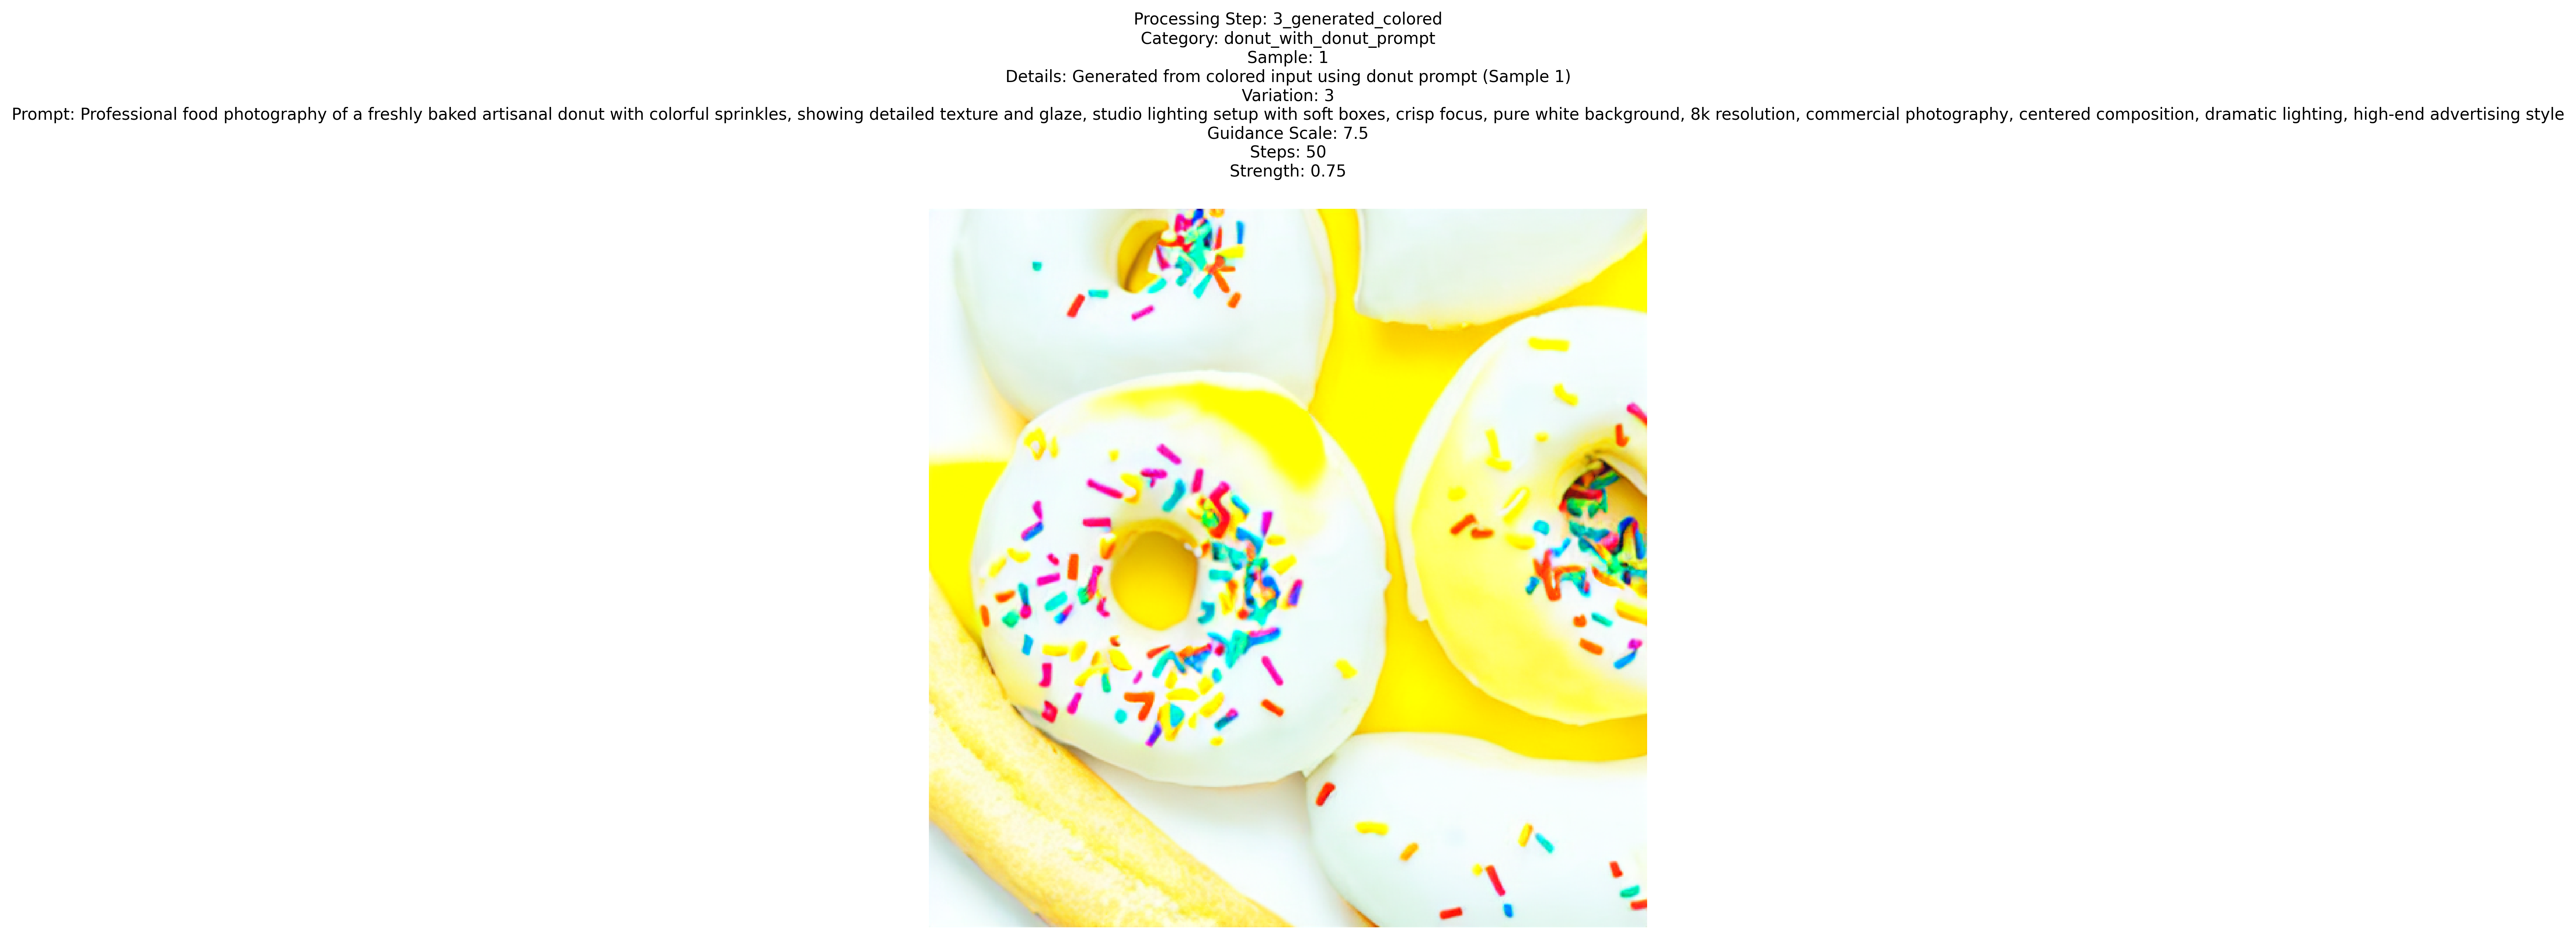 Processing Step: 3_generated_colored
Category: donut_with_donut_prompt
Sample: 1
Details: Generated from colored input using donut prompt (Sample 1)
Variation: 3
Prompt: Professional food photography of a freshly baked artisanal donut with colorful sprinkles, showing detailed texture and glaze, studio lighting setup with soft boxes, crisp focus, pure white background, 8k resolution, commercial photography, centered composition, dramatic lighting, high-end advertising style
Guidance Scale: 7.5
Steps: 50
Strength: 0.75